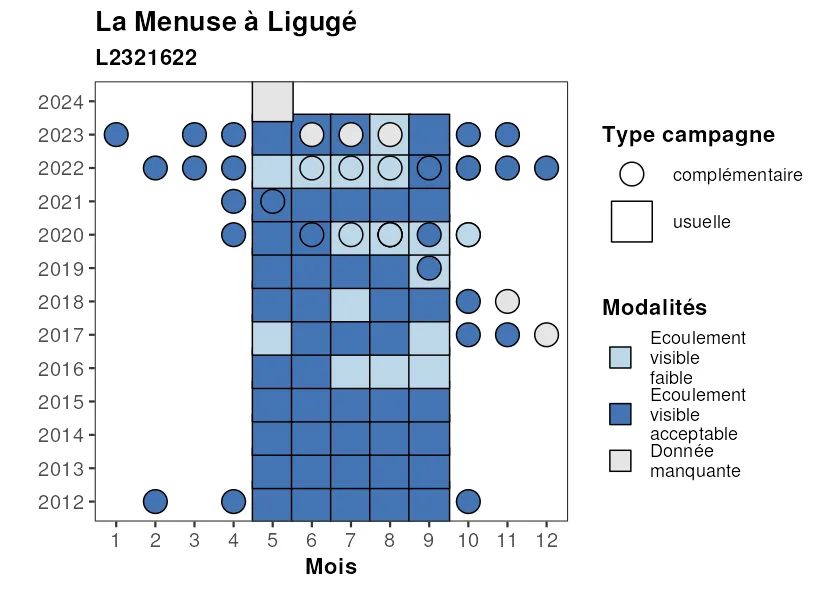 La Menuse à Ligugé
L2321622
2024
2023
2022
2021
2020
2019
2018
2017
2016
2015
2014
2013
2012
1 2 3 4 5 6 7 8 9 10 11 12
Mois
Type campagne
complémentaire
usuelle
Modalités
Ecoulement
visible
faible
Ecoulement
visible
acceptable
Donnée
manquante